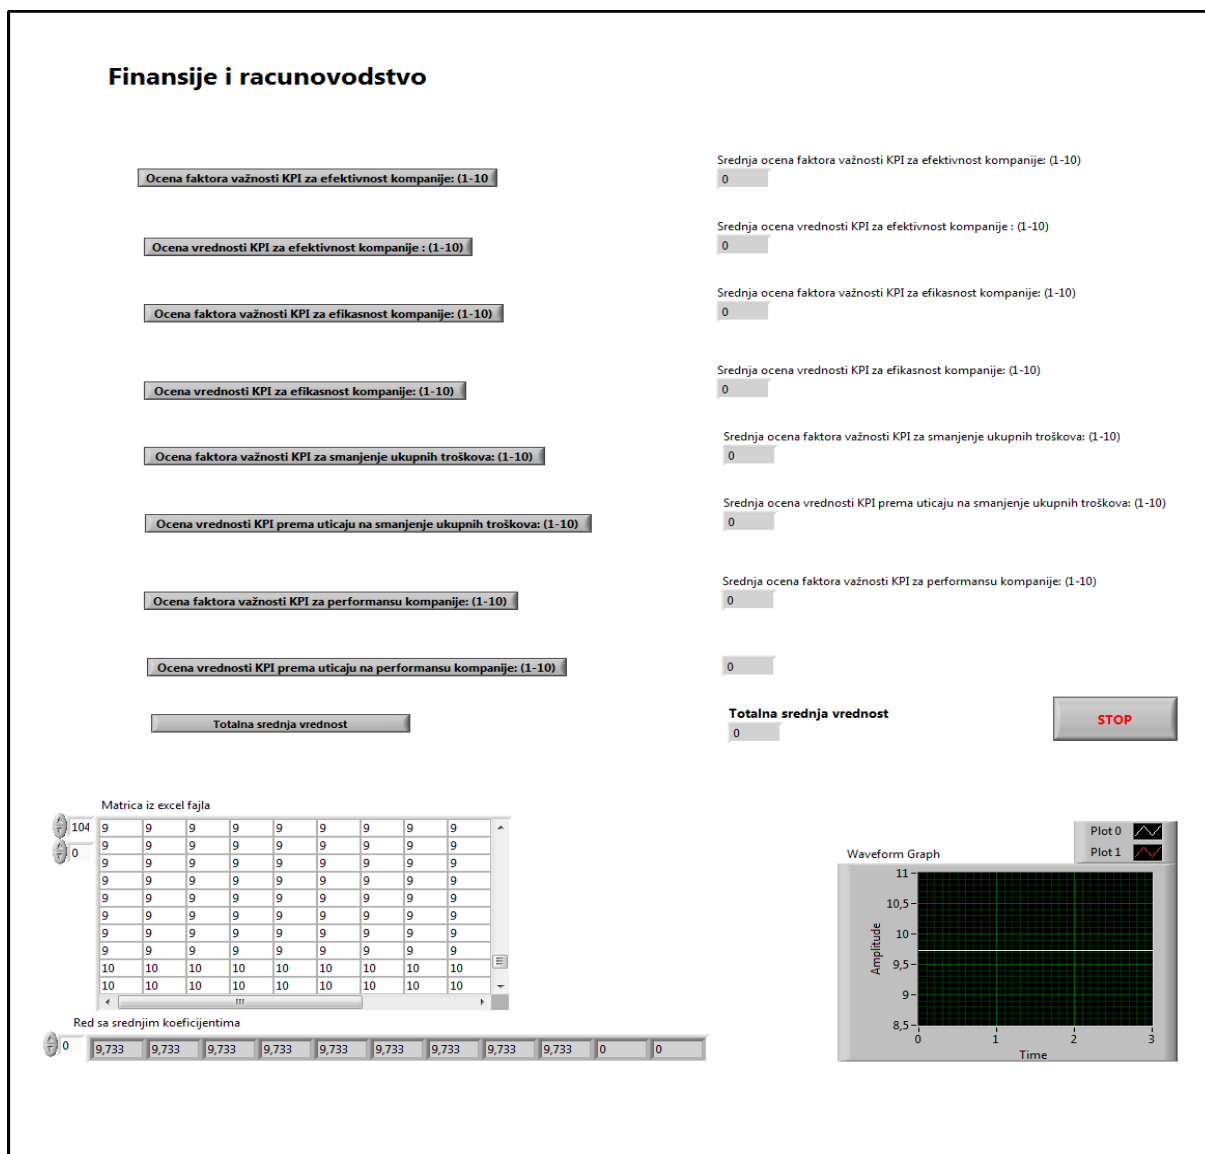 Finansije i racunovodstvo
Ocena faktora važnosti KPI za efektivnost kompanije: (1-10
Srednja ocena faktora važnosti KPI za efektivnost kompanije: (1-10)
0
Ocena vrednosti KPI za efektivnost kompanije : (1-10)
Srednja ocena vrednosti KPI za efektivnost kompanije : (1-10)
0
Ocena faktora važnosti KPI za efikasnost kompanije: (1-10)
Srednja ocena faktora važnosti KPI za efikasnost kompanije: (1-10)
0
Ocena vrednosti KPI za efikasnost kompanije: (1-10)
Srednja ocena vrednosti KPI za efikasnost kompanije: (1-10)
0
Ocena faktora važnosti KPI za smanjenje ukupnih troškova: (1-10)
Srednja ocena faktora važnosti KPI za smanjenje ukupnih troškova: (1-10)
0
Ocena vrednosti KPI prema uticaju na smanjenje ukupnih troškova: (1-10)
Srednja ocena vrednosti KPI prema uticaju na smanjenje ukupnih troškova: (1-10)
0
Ocena faktora važnosti KPI za performansu kompanije: (1-10)
Srednja ocena faktora važnosti KPI za performansu kompanije: (1-10)
0
Ocena vrednosti KPI prema uticaju na performansu kompanije: (1-10)
0
Totalna srednja vrednost
Totalna srednja vrednost
0
STOP
Matrica iz excel fajla
104
0
9 9 9 9 9 9 9 9 9
9 9 9 9 9 9 9 9 9
9 9 9 9 9 9 9 9 9
9 9 9 9 9 9 9 9 9
9 9 9 9 9 9 9 9 9
9 9 9 9 9 9 9 9 9
9 9 9 9 9 9 9 9 9
9 9 9 9 9 9 9 9 9
10 10 10 10 10 10 10 10 10
10 10 10 10 10 10 10 10 10
Red sa srednjim koeficijentima
0 9,733 9,733 9,733 9,733 9,733 9,733 9,733 9,733 9,733 0 0
Plot 0
Plot 1
Waveform Graph
11
10,5
10
9,5
9
8,5
Amplitude
0 1 2 3
Time